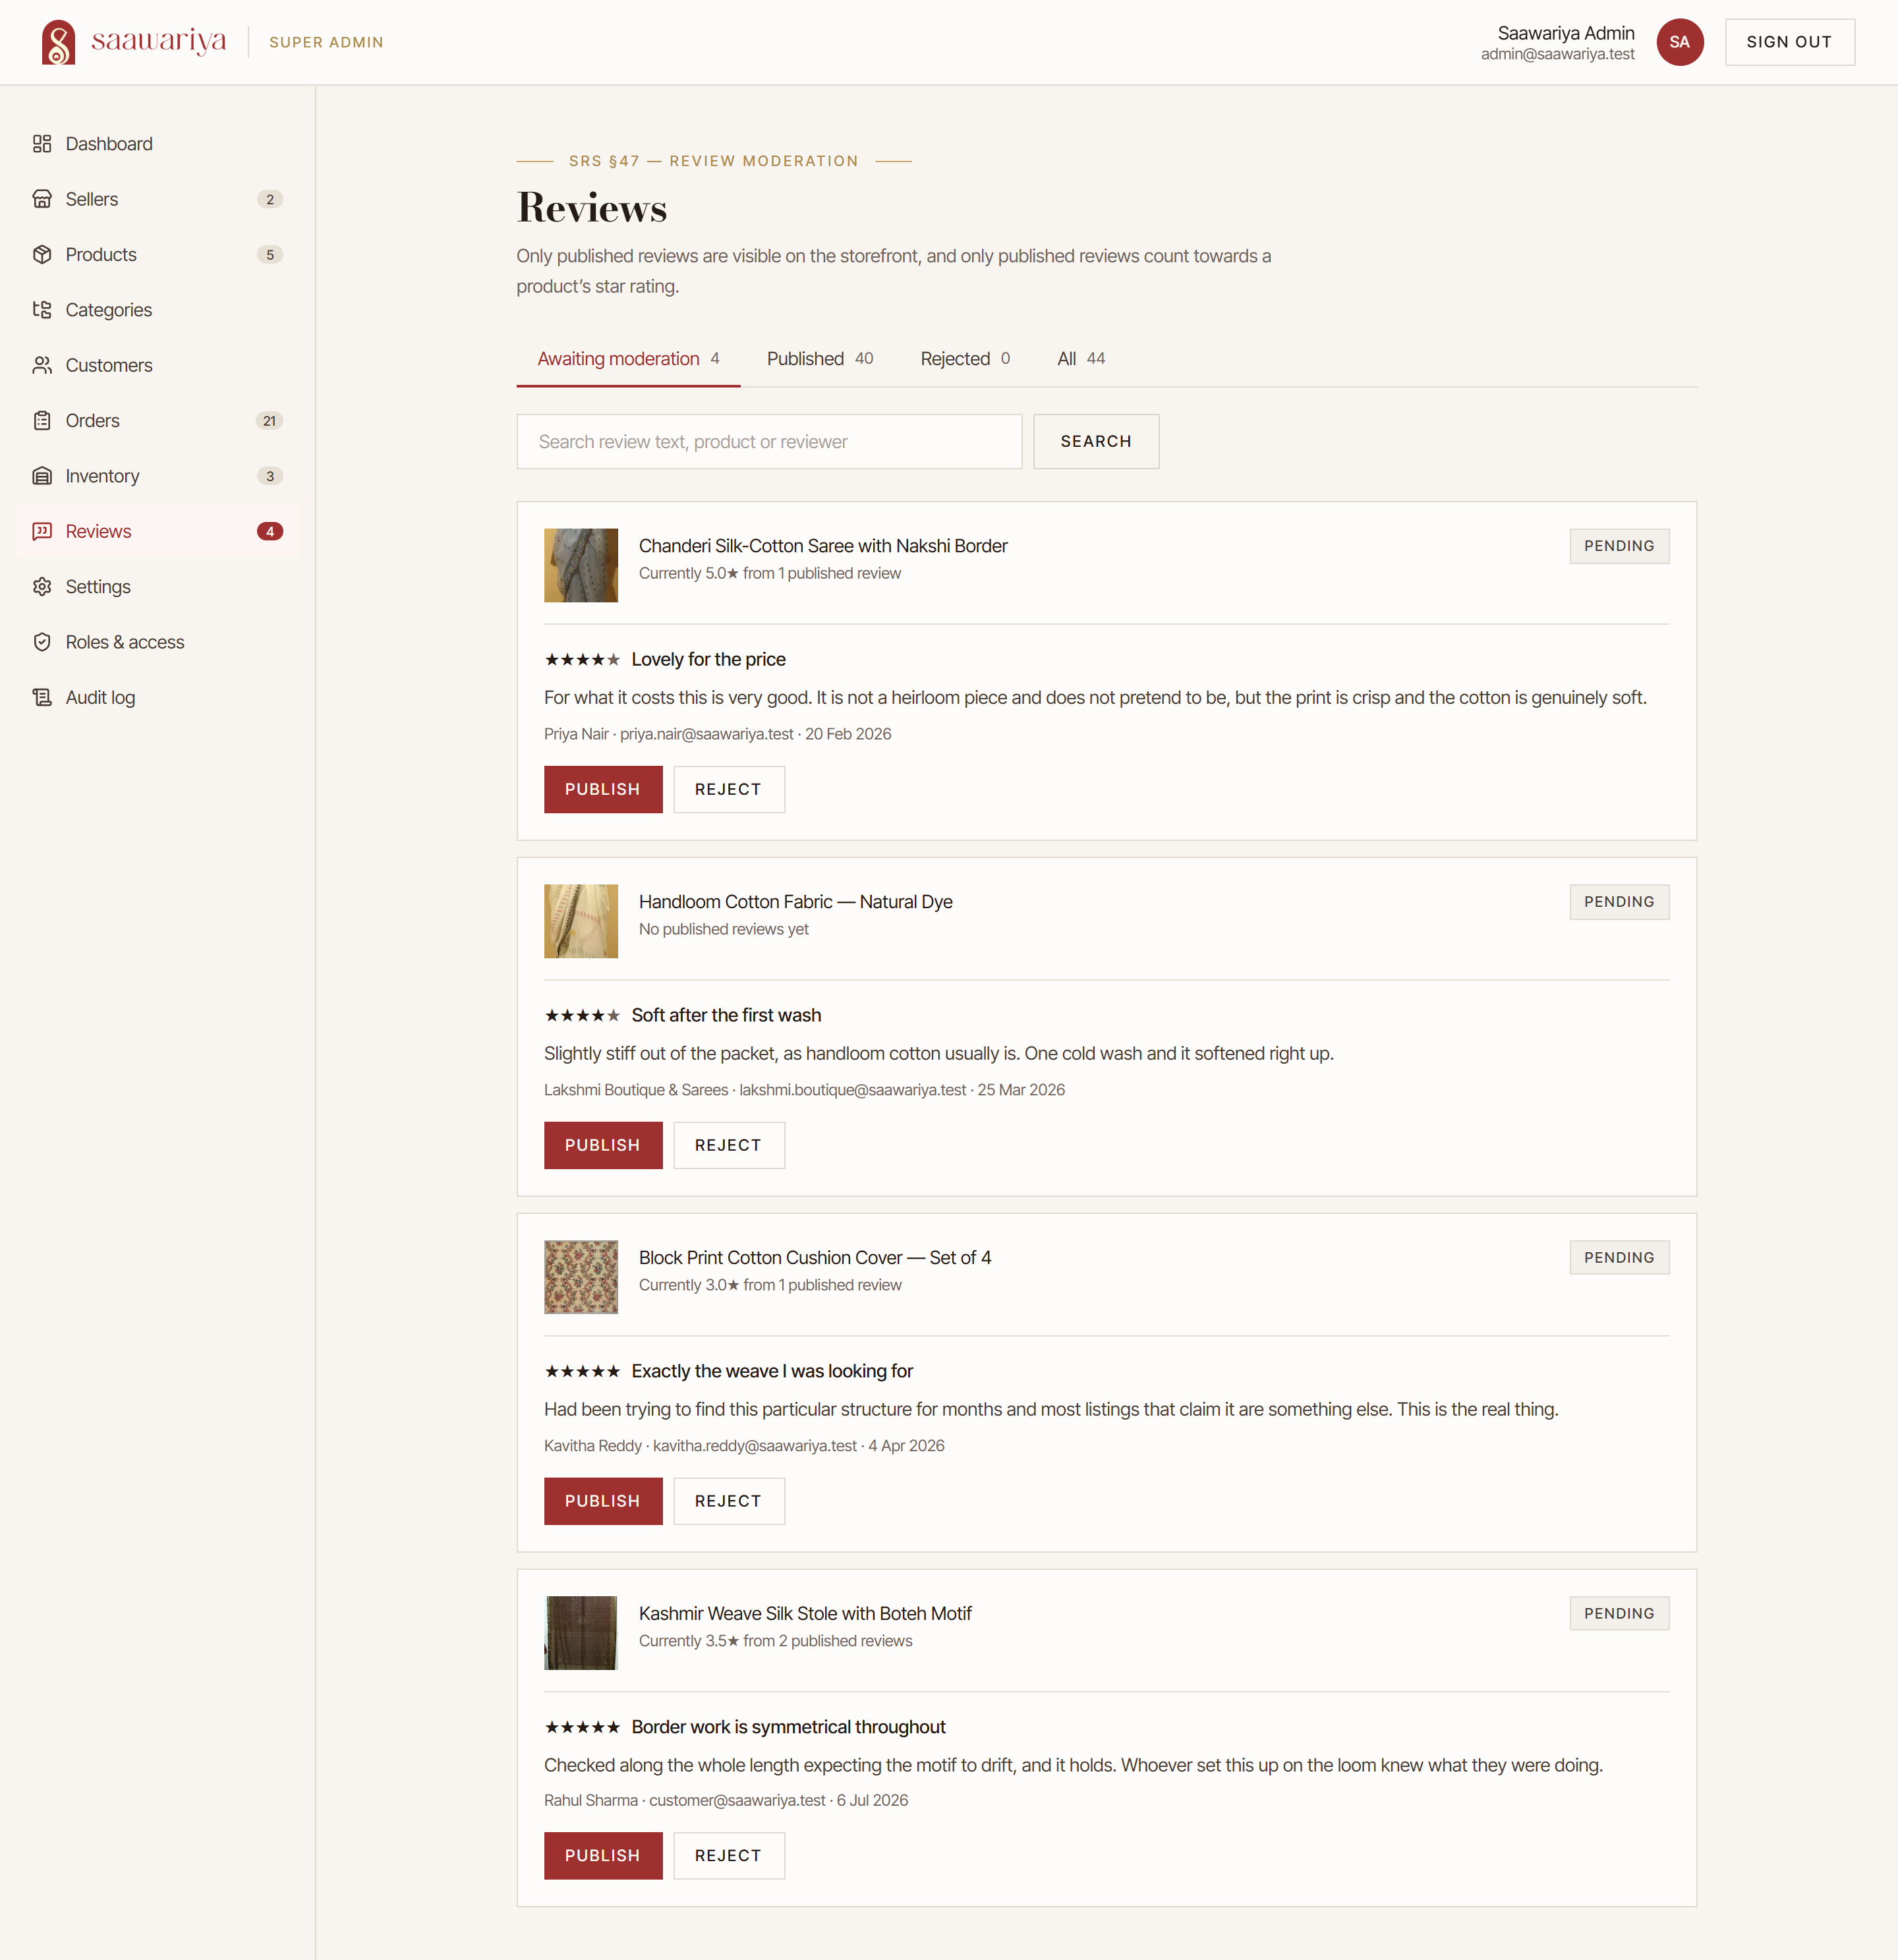 saawariya
SUPER ADMIN
Saawariya Admin
admin@saawariya.test
SA
SIGN OUT
Dashboard
Sellers 2
Products 5
Categories
Customers
Orders 21
Inventory 3
Reviews 4
Settings
Roles & access
Audit log
SRS §47 — REVIEW MODERATION
Reviews
Only published reviews are visible on the storefront, and only published reviews count towards a
product’s star rating.
Awaiting moderation 4 Published 40 Rejected 0 All 44
Search review text, product or reviewer
SEARCH
Chanderi Silk-Cotton Saree with Nakshi Border
PENDING
Currently 5.0★ from 1 published review
★★★★★ Lovely for the price
For what it costs this is very good. It is not a heirloom piece and does not pretend to be, but the print is crisp and the cotton is genuinely soft.
Priya Nair · priya.nair@saawariya.test · 20 Feb 2026
PUBLISH REJECT
Handloom Cotton Fabric — Natural Dye
PENDING
No published reviews yet
★★★★★ Soft after the first wash
Slightly stiff out of the packet, as handloom cotton usually is. One cold wash and it softened right up.
Lakshmi Boutique & Sarees · lakshmi.boutique@saawariya.test · 25 Mar 2026
PUBLISH REJECT
Block Print Cotton Cushion Cover — Set of 4
PENDING
Currently 3.0★ from 1 published review
★★★★★ Exactly the weave I was looking for
Had been trying to find this particular structure for months and most listings that claim it are something else. This is the real thing.
Kavitha Reddy · kavitha.reddy@saawariya.test · 4 Apr 2026
PUBLISH REJECT
Kashmir Weave Silk Stole with Boteh Motif
PENDING
Currently 3.5★ from 2 published reviews
★★★★★ Border work is symmetrical throughout
Checked along the whole length expecting the motif to drift, and it holds. Whoever set this up on the loom knew what they were doing.
Rahul Sharma · customer@saawariya.test · 6 Jul 2026
PUBLISH REJECT